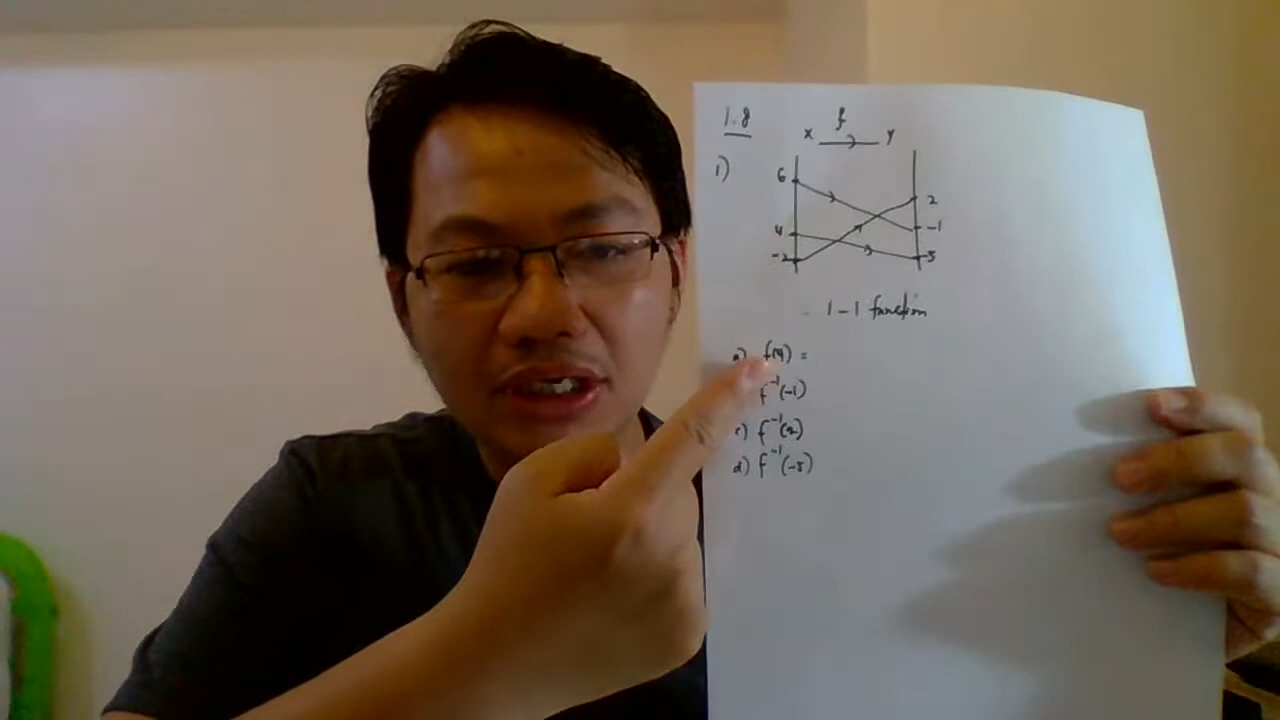 1.8
f
x y
1)
6
2
4
-1
-2
-5
1-1 function
a) f(4) =
f⁻¹(-1)
c) f⁻¹(2)
d) f⁻¹(-5)